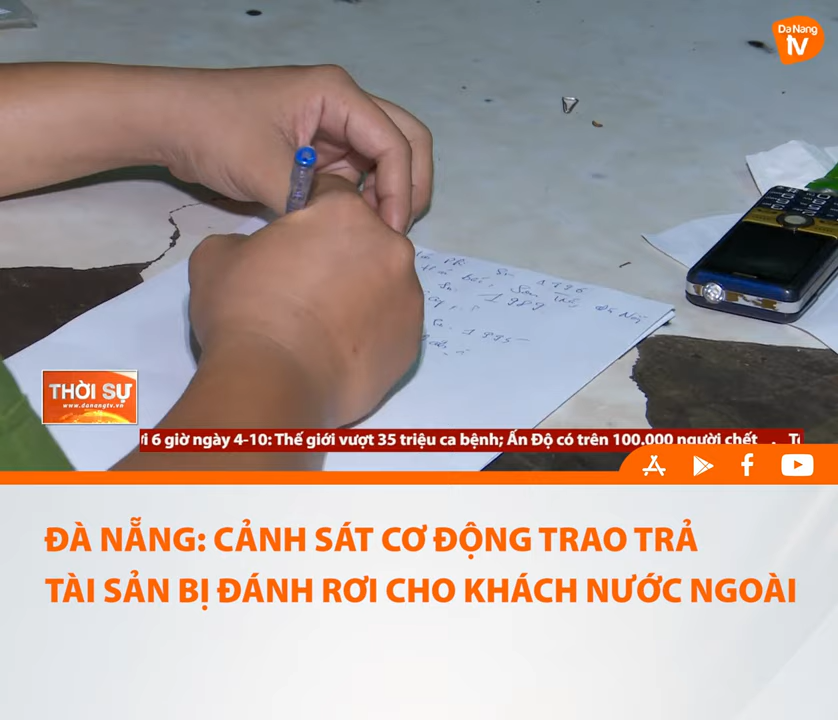 Da Nang
TV
1989
THỜI SỰ
www.danangtv.vn
6 giờ ngày 4-10: Thế giới vượt 35 triệu ca bệnh; Ấn Độ có trên 100.000 người chết
ĐÀ NẴNG: CẢNH SÁT CƠ ĐỘNG TRAO TRẢ
TÀI SẢN BỊ ĐÁNH RƠI CHO KHÁCH NƯỚC NGOÀI